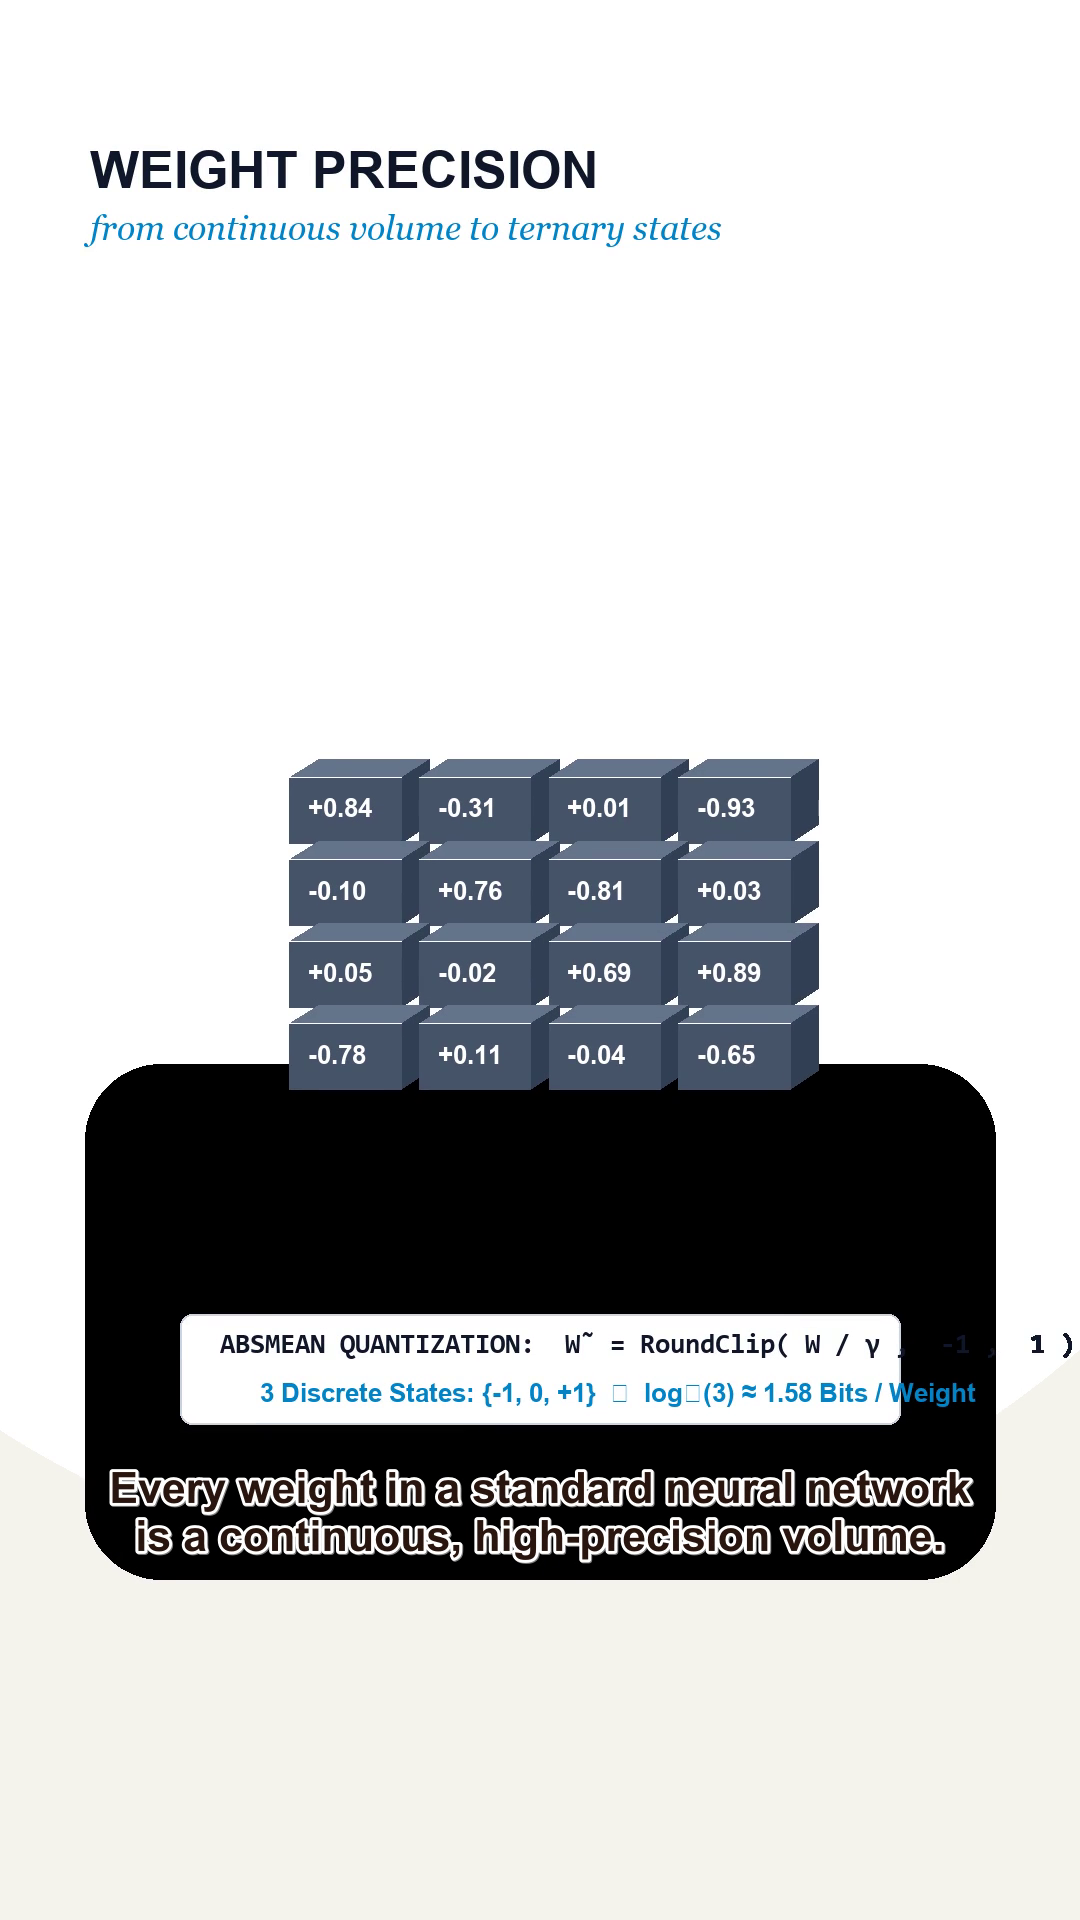 WEIGHT PRECISION
from continuous volume to ternary states
+0.84 -0.31 +0.01 -0.93
-0.10 +0.76 -0.81 +0.03
+0.05 -0.02 +0.69 +0.89
-0.78 +0.11 -0.04 -0.65
ABSMEAN QUANTIZATION: W˜ = RoundClip( W / γ , -1 , 1 )
3 Discrete States: {-1, 0, +1} □ log□(3) ≈ 1.58 Bits / Weight
Every weight in a standard neural network
is a continuous, high-precision volume.